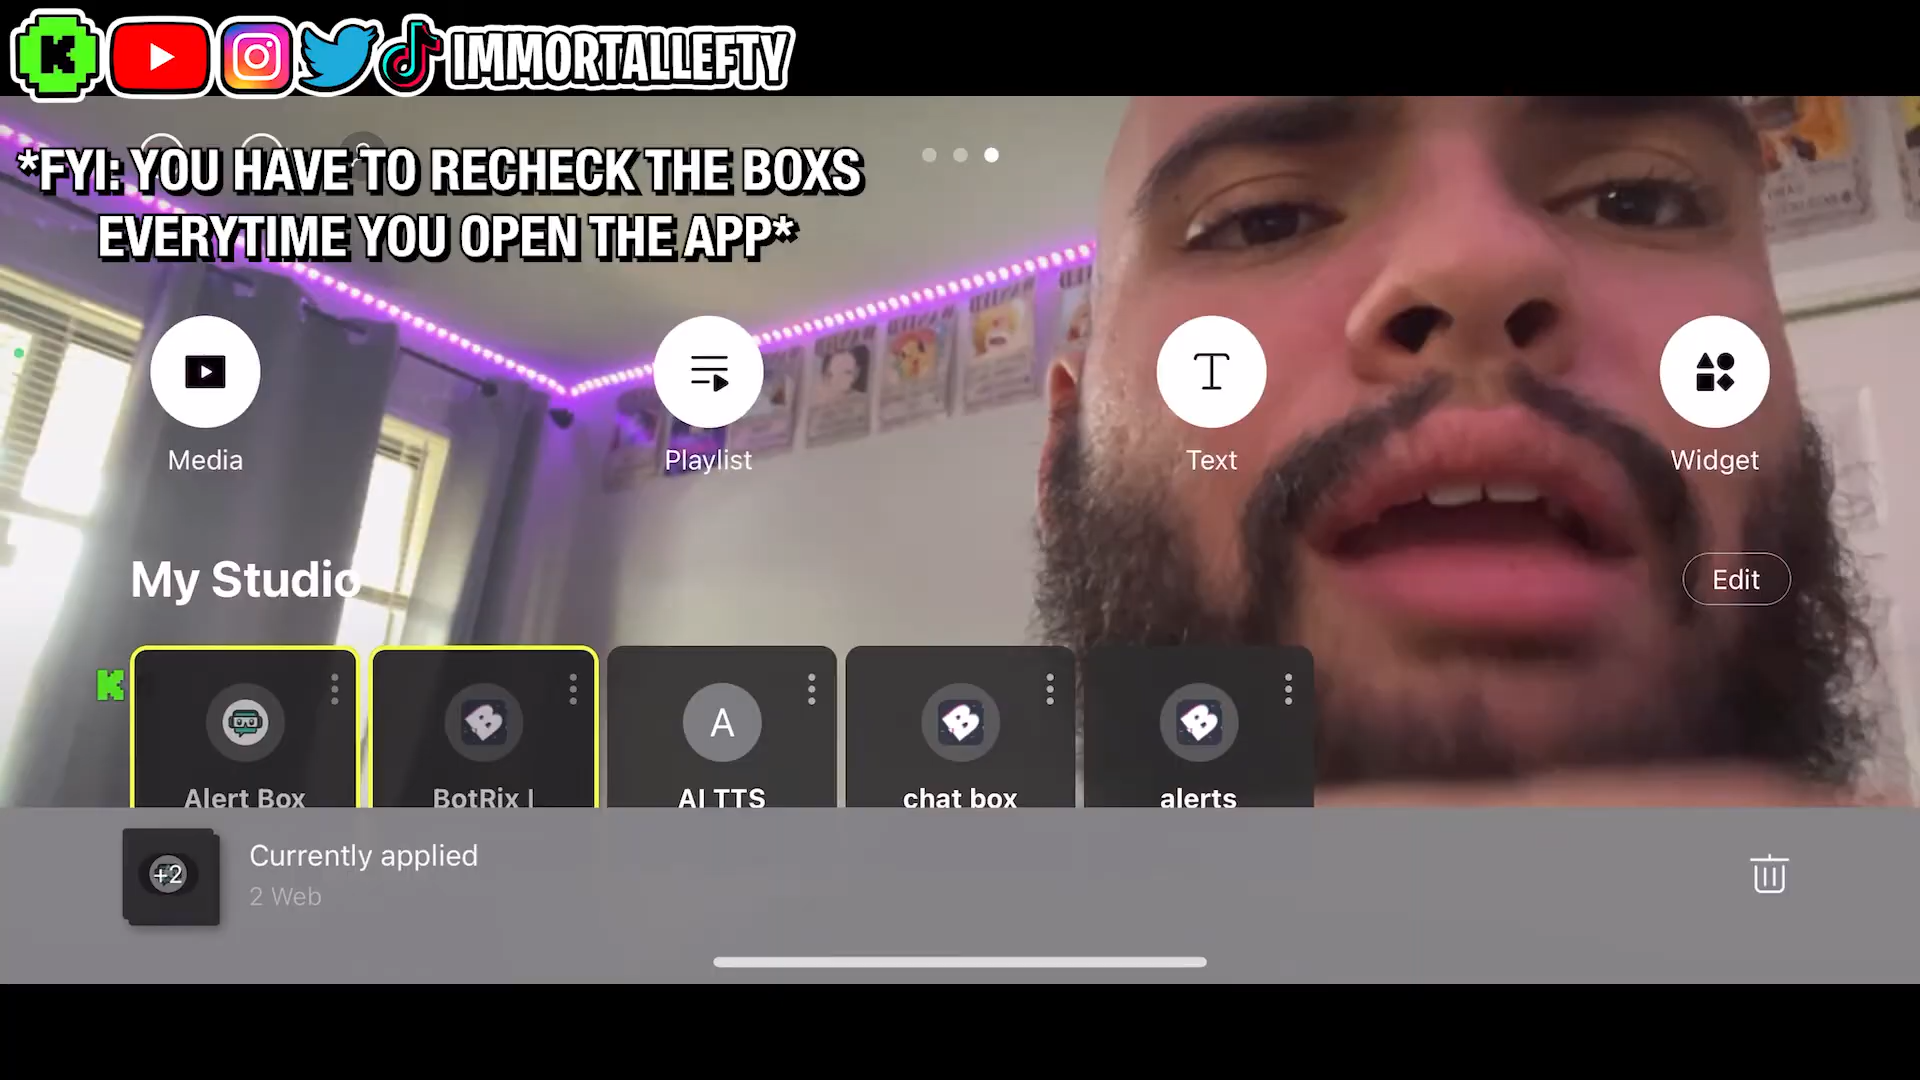 IMMORTALLEFTY
*FYI: YOU HAVE TO RECHECK THE BOXS
EVERYTIME YOU OPEN THE APP*
Media
Playlist
Text
Widget
My Studio
Edit
A
Alert Box
BotRix |
AI TTS
chat box
alerts
+2
Currently applied
2 Web